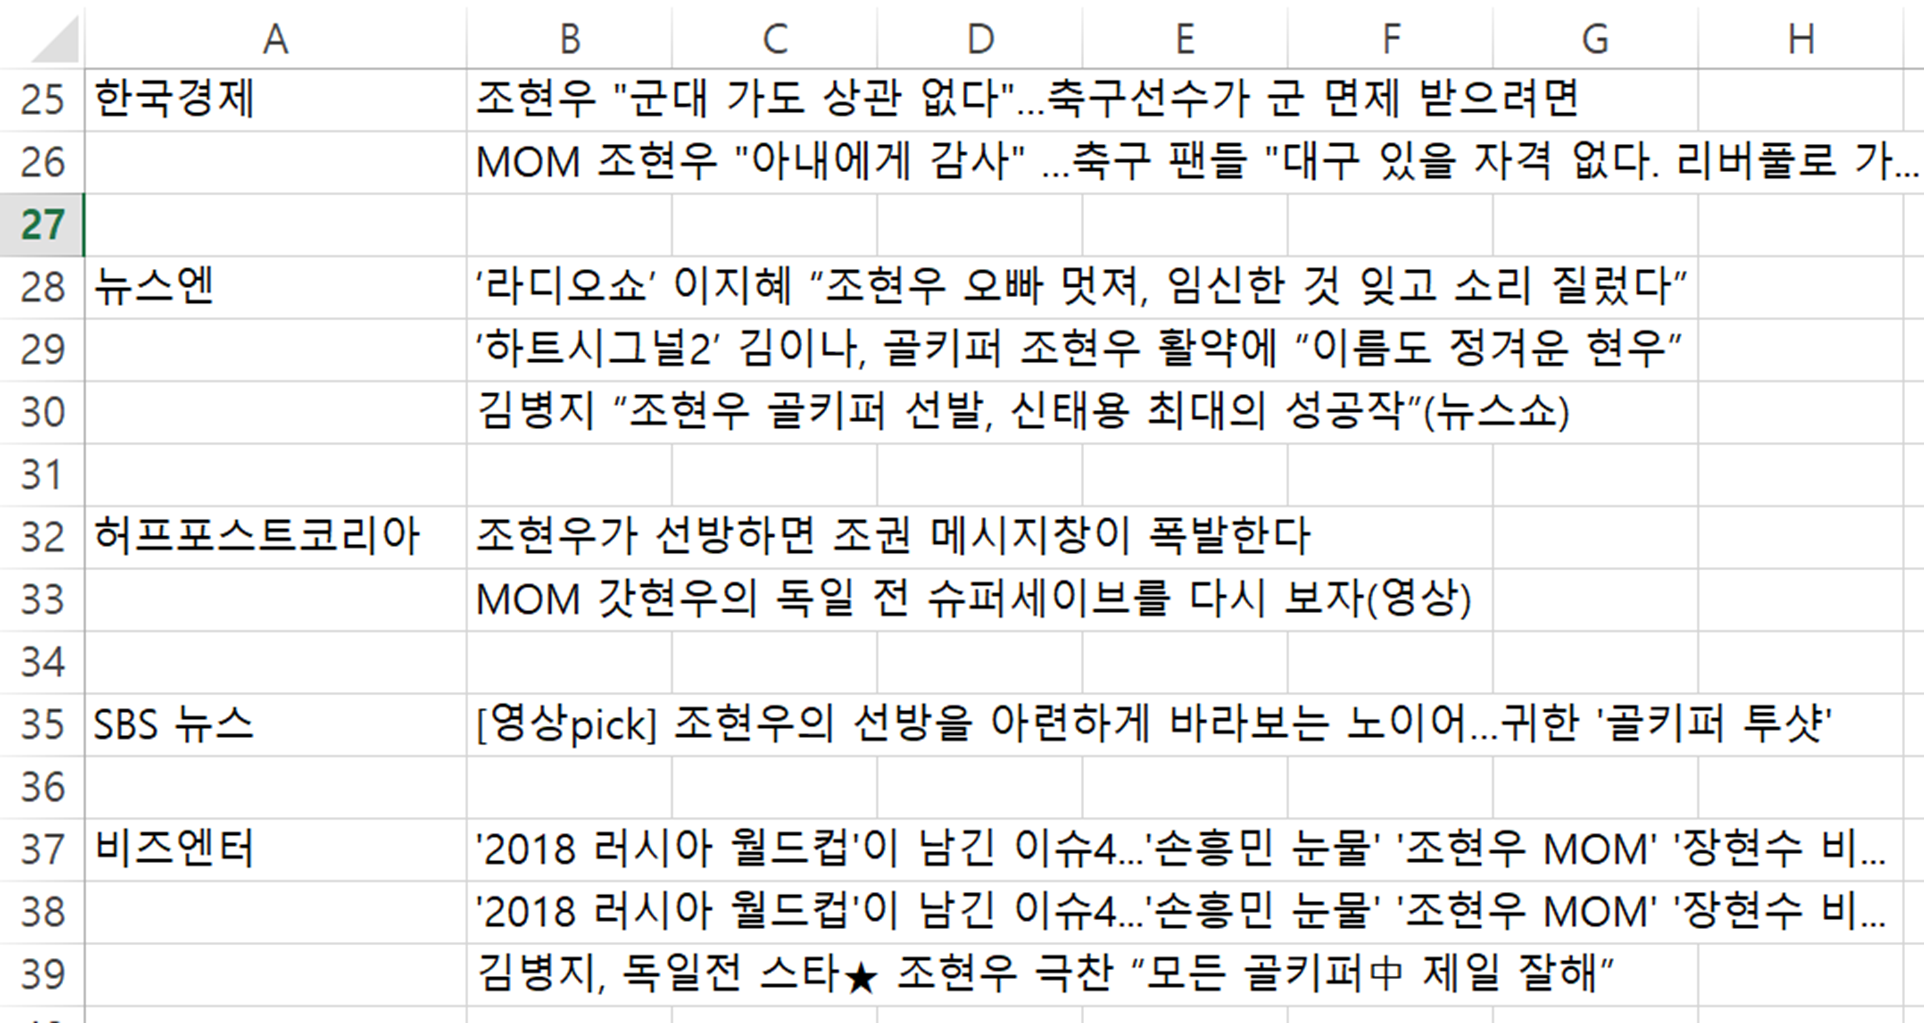 A B C D E F G H
25 한국경제 조현우 "군대 가도 상관 없다"...축구선수가 군 면제 받으려면
26 MOM 조현우 "아내에게 감사" ...축구 팬들 "대구 있을 자격 없다. 리버풀로 가...
27
28 뉴스엔 ‘라디오쇼’ 이지혜 “조현우 오빠 멋져, 임신한 것 잊고 소리 질렀다”
29 ‘하트시그널2’ 김이나, 골키퍼 조현우 활약에 “이름도 정겨운 현우”
30 김병지 “조현우 골키퍼 선발, 신태용 최대의 성공작”(뉴스쇼)
31
32 허프포스트코리아 조현우가 선방하면 조권 메시지창이 폭발한다
33 MOM 갓현우의 독일 전 슈퍼세이브를 다시 보자(영상)
34
35 SBS 뉴스 [영상pick] 조현우의 선방을 아련하게 바라보는 노이어...귀한 '골키퍼 투샷'
36
37 비즈엔터 '2018 러시아 월드컵'이 남긴 이슈4...'손흥민 눈물' '조현우 MOM' '장현수 비...
38 '2018 러시아 월드컵'이 남긴 이슈4...'손흥민 눈물' '조현우 MOM' '장현수 비...
39 김병지, 독일전 스타★ 조현우 극찬 “모든 골키퍼中 제일 잘해”